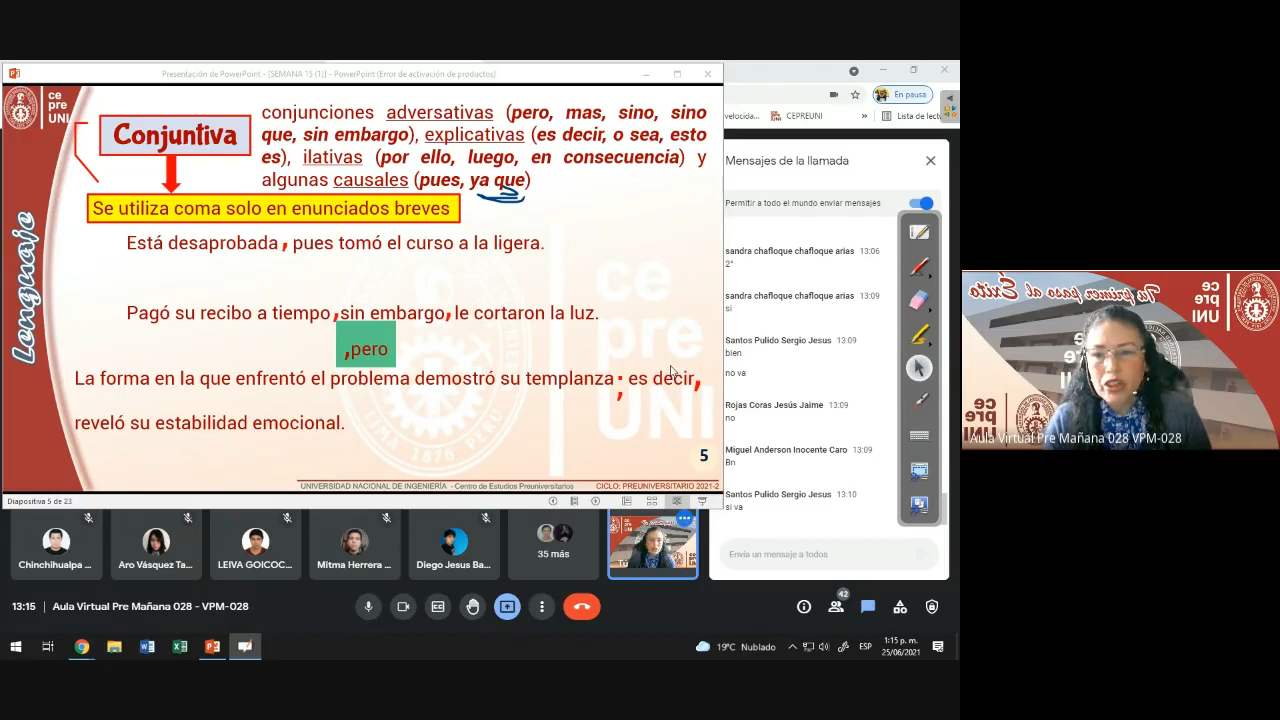 Presentación de PowerPoint - [SEMANA 15 (1)] - PowerPoint (Error de activación de productos)
ce
pre
UNI
Conjuntiva
conjunciones adversativas (pero, mas, sino, sino
que, sin embargo), explicativas (es decir, o sea, esto
es), ilativas (por ello, luego, en consecuencia) y
algunas causales (pues, ya que)
Se utiliza coma solo en enunciados breves
Está desaprobada , pues tomó el curso a la ligera.
Pagó su recibo a tiempo,sin embargo, le cortaron la luz.
,pero
La forma en la que enfrentó el problema demostró su templanza ; es decir,
reveló su estabilidad emocional.
Lenguaje
ce
pre
UNI
1876
5
UNIVERSIDAD NACIONAL DE INGENIERÍA - Centro de Estudios Preuniversitarios
CICLO: PREUNIVERSITARIO 2021-2
Diapositiva 5 de 23
En pausa
velocida...
CEPREUNI
»
Lista de lect
Mensajes de la llamada
Permitir a todo el mundo enviar mensajes
sandra chafloque chafloque arias 13:06
2°
sandra chafloque chafloque arias 13:09
si
Santos Pulido Sergio Jesus 13:09
bien
no va
Rojas Coras Jesús Jaime 13:09
no
Miguel Anderson Inocente Caro 13:09
Bn
Santos Pulido Sergio Jesus 13:10
si va
Envía un mensaje a todos
Chinchihualpa ...
Aro Vásquez Ta...
LEIVA GOICOC...
Mitma Herrera ...
Diego Jesus Ba...
35 más
13:15 | Aula Virtual Pre Mañana 028 - VPM-028
42
19°C Nublado
ESP
1:15 p. m.
25/06/2021
Tu primer paso al Éxito
ce
pre
UNI
Aula Virtual Pre Mañana 028 VPM-028